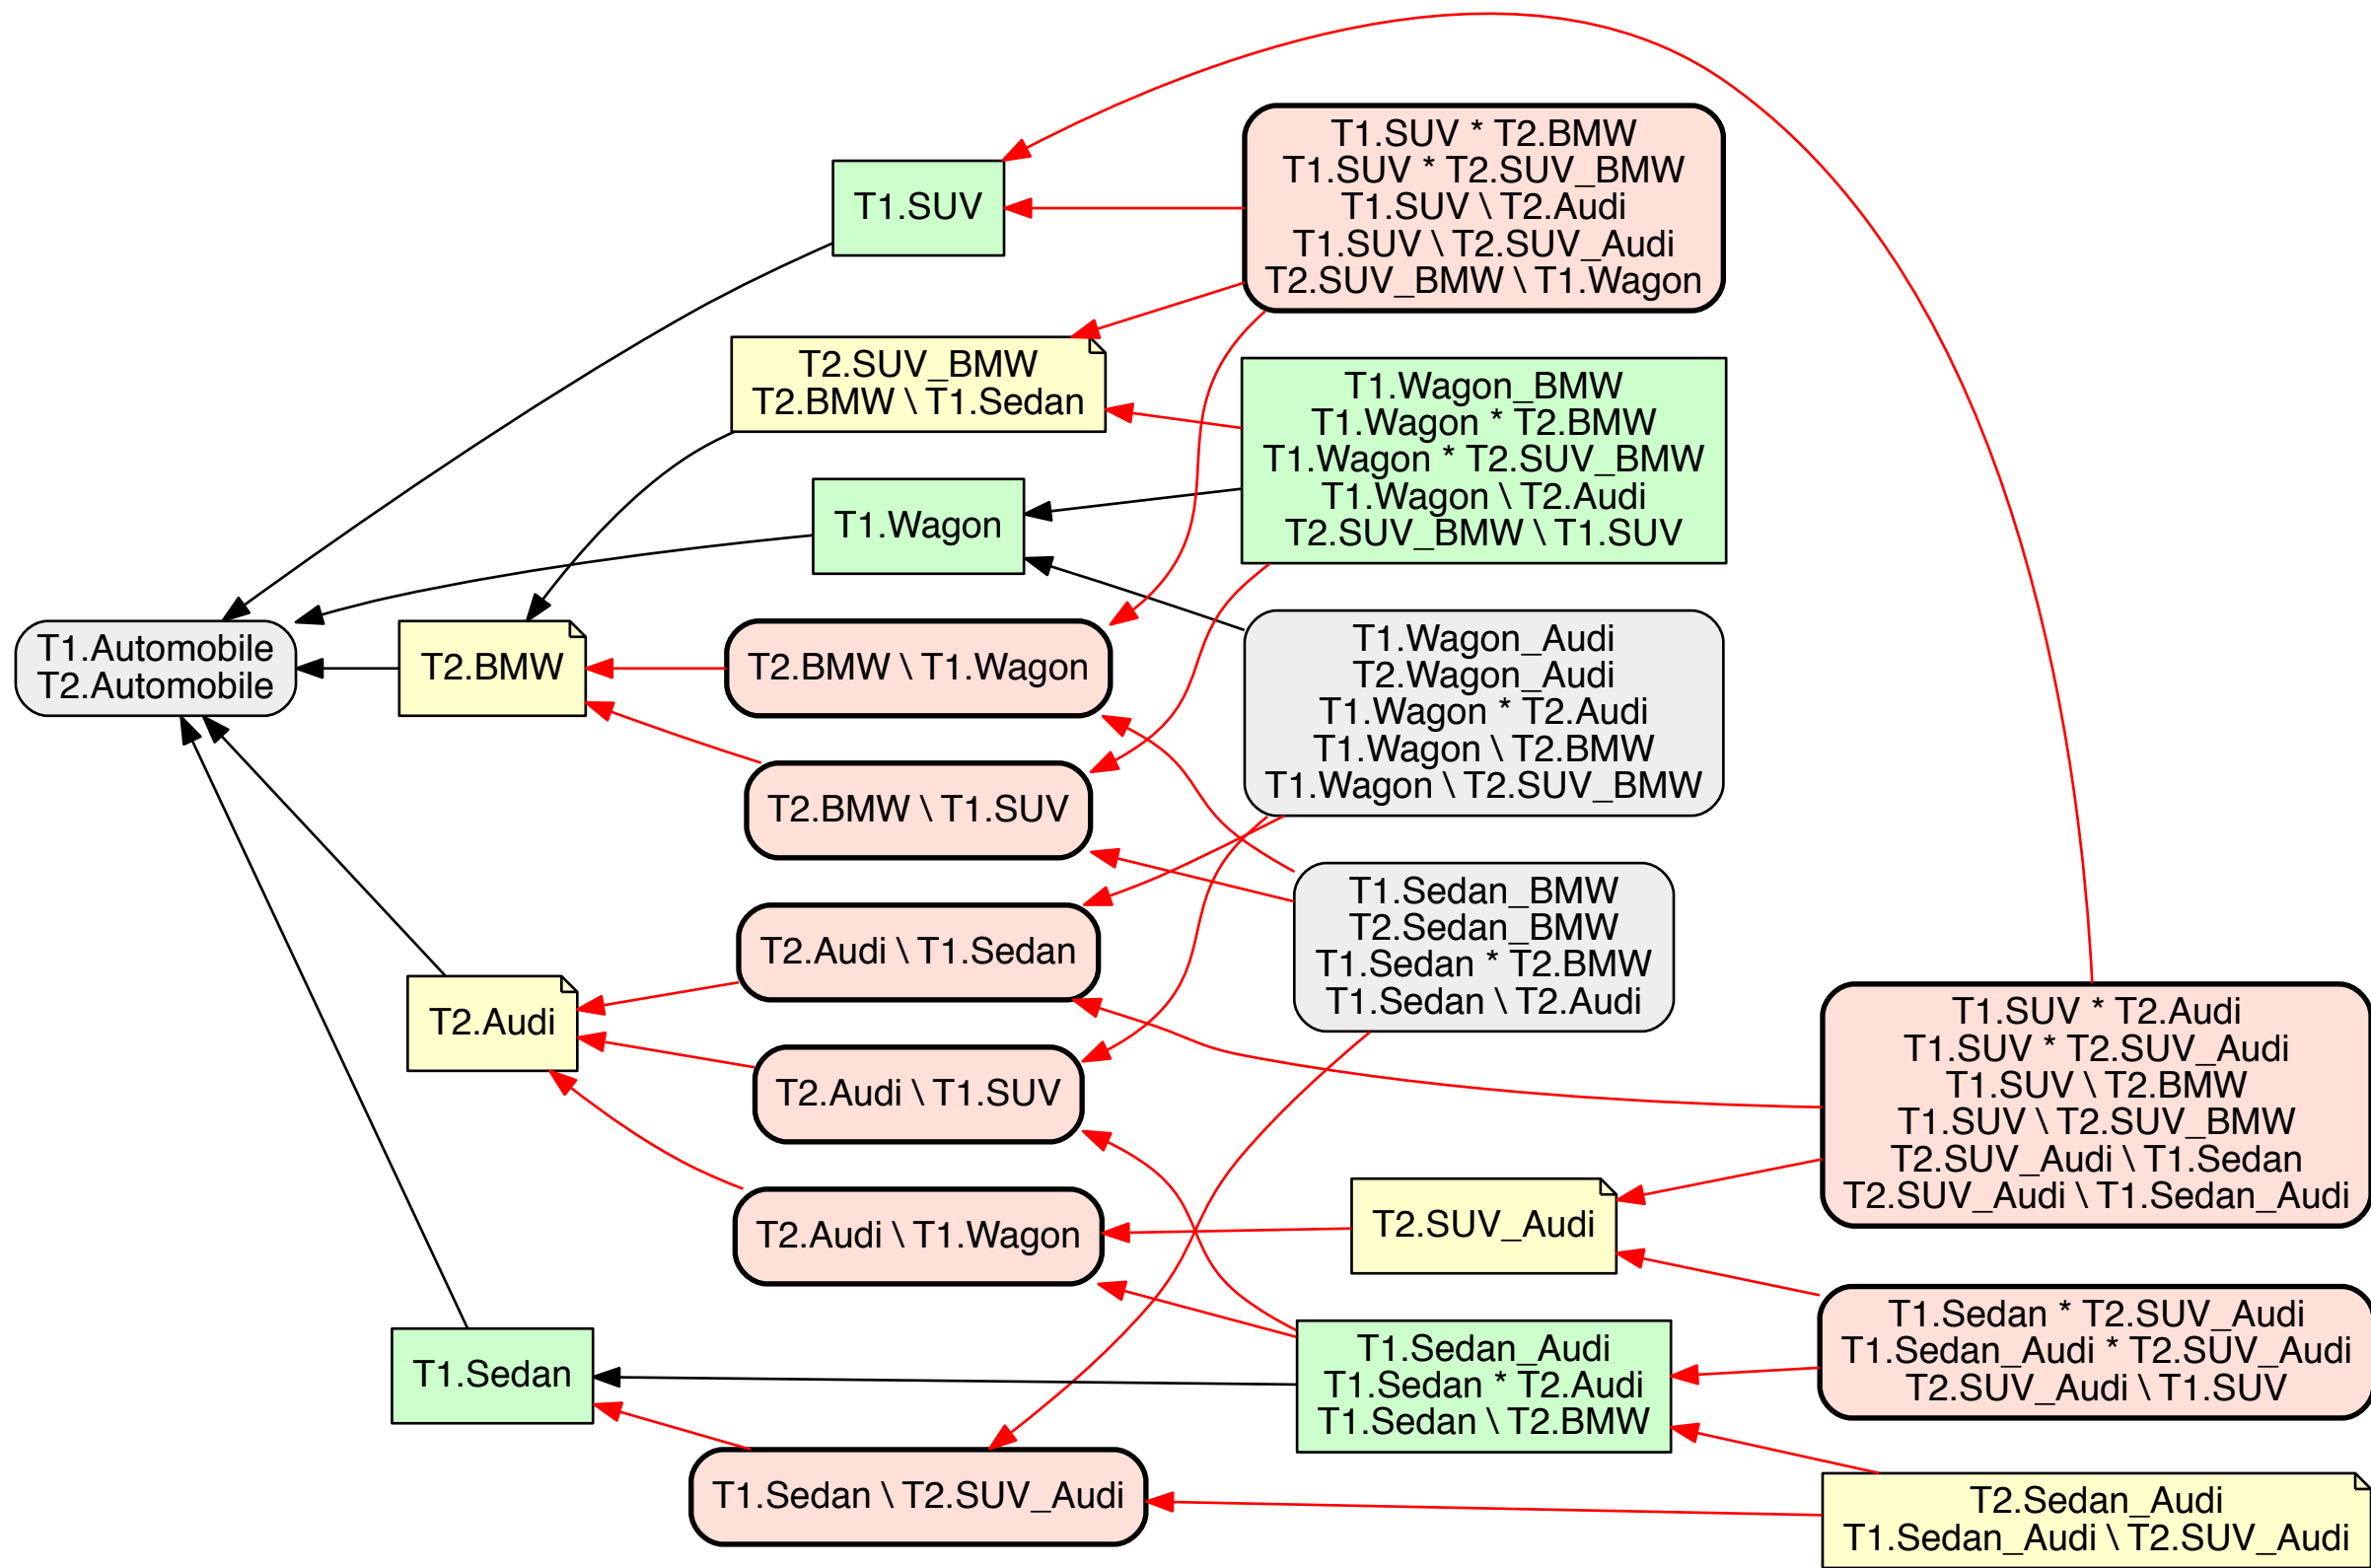 T1.SUV * T2.BMW
T1.SUV * T2.SUV_BMW
T1.SUV \ T2.Audi
T1.SUV \ T2.SUV_Audi
T2.SUV_BMW \ T1.Wagon
T1.SUV
T2.SUV_BMW
T2.BMW \ T1.Sedan
T1.Wagon_BMW
T1.Wagon * T2.BMW
T1.Wagon * T2.SUV_BMW
T1.Wagon \ T2.Audi
T2.SUV_BMW \ T1.SUV
T1.Wagon
T1.Automobile
T2.Automobile
T2.BMW
T2.BMW \ T1.Wagon
T1.Wagon_Audi
T2.Wagon_Audi
T1.Wagon * T2.Audi
T1.Wagon \ T2.BMW
T1.Wagon \ T2.SUV_BMW
T2.BMW \ T1.SUV
T2.Audi \ T1.Sedan
T1.Sedan_BMW
T2.Sedan_BMW
T1.Sedan * T2.BMW
T1.Sedan \ T2.Audi
T2.Audi
T2.Audi \ T1.SUV
T1.SUV * T2.Audi
T1.SUV * T2.SUV_Audi
T1.SUV \ T2.BMW
T1.SUV \ T2.SUV_BMW
T2.SUV_Audi \ T1.Sedan
T2.SUV_Audi \ T1.Sedan_Audi
T2.Audi \ T1.Wagon
T2.SUV_Audi
T1.Sedan * T2.SUV_Audi
T1.Sedan_Audi * T2.SUV_Audi
T2.SUV_Audi \ T1.SUV
T1.Sedan
T1.Sedan_Audi
T1.Sedan * T2.Audi
T1.Sedan \ T2.BMW
T1.Sedan \ T2.SUV_Audi
T2.Sedan_Audi
T1.Sedan_Audi \ T2.SUV_Audi